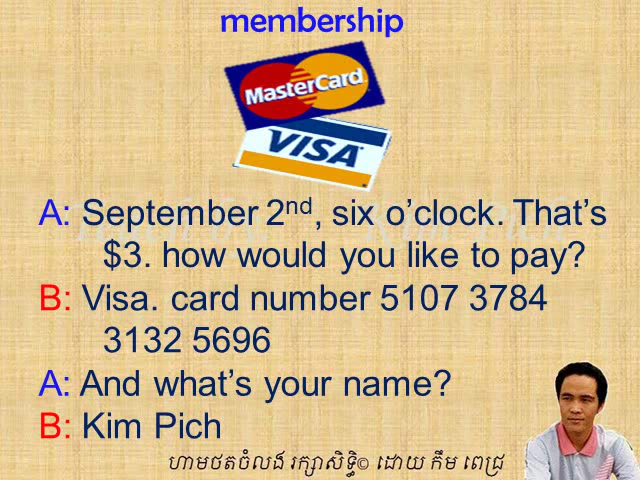 membership
MasterCard
VISA
A: September 2nd, six o’clock. That’s
$3. how would you like to pay?
B: Visa. card number 5107 3784
3132 5696
A: And what’s your name?
B: Kim Pich
ហាមថតចំលង រក្សាសិទ្ធិ© ដោយ កឹម ពេជ្រ